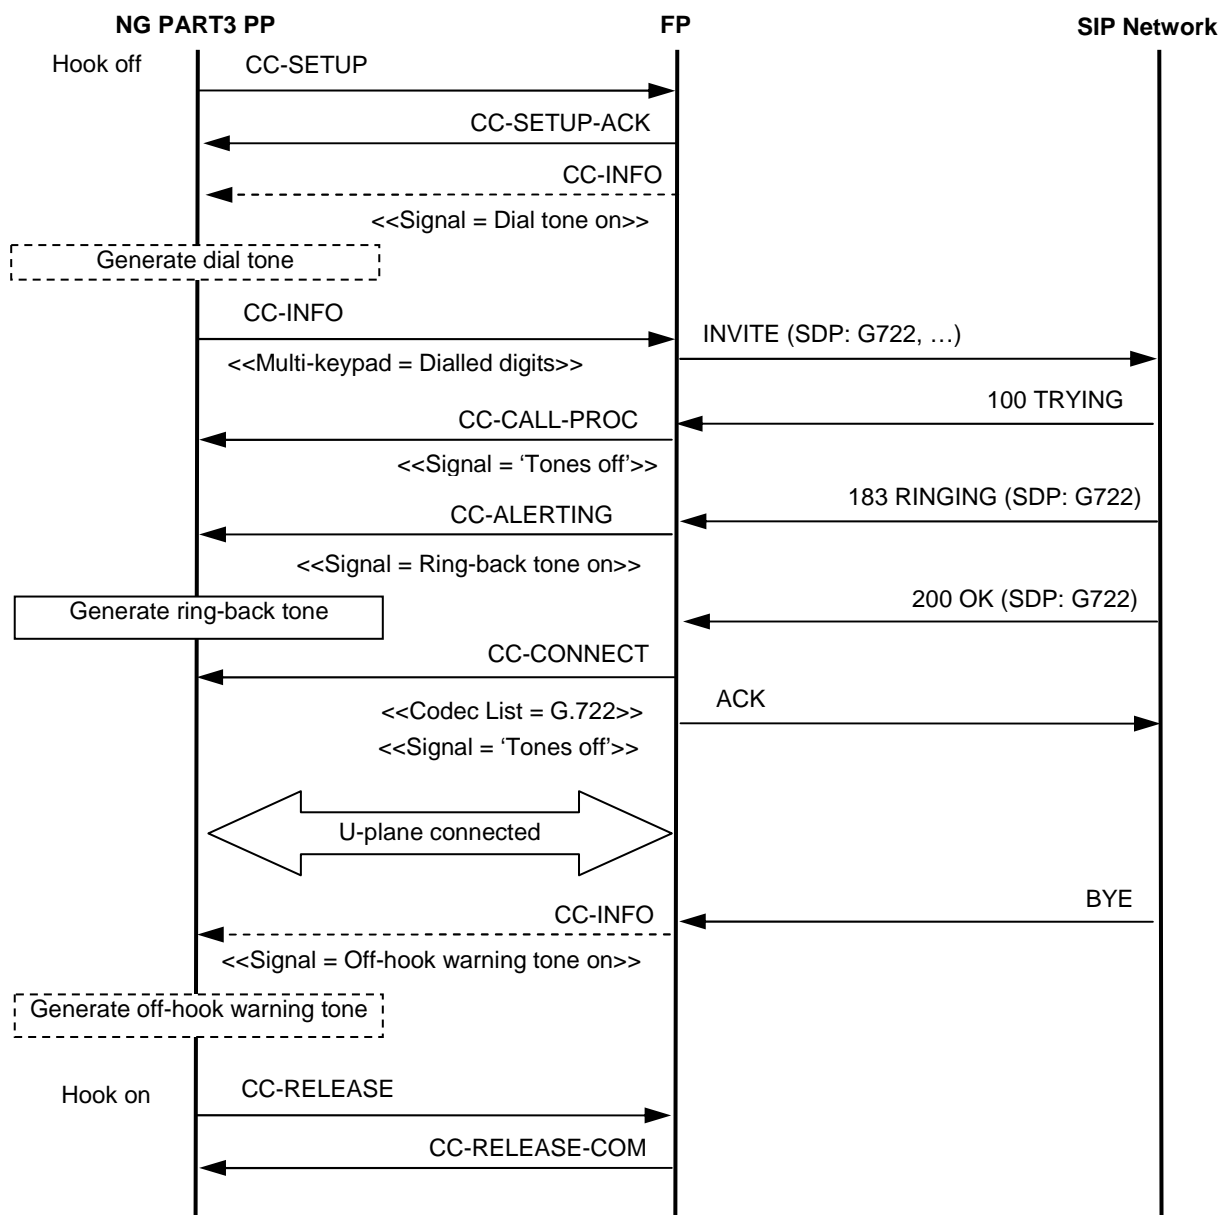 NG PART3 PP
FP
SIP Network
Hook off
CC-SETUP
CC-SETUP-ACK
CC-INFO
<<Signal = Dial tone on>>
Generate dial tone
CC-INFO
<<Multi-keypad = Dialled digits>>
INVITE (SDP: G722, …)
100 TRYING
CC-CALL-PROC
<<Signal = ‘Tones off’>>
183 RINGING (SDP: G722)
CC-ALERTING
<<Signal = Ring-back tone on>>
Generate ring-back tone
200 OK (SDP: G722)
CC-CONNECT
<<Codec List = G.722>>
<<Signal = ‘Tones off’>>
ACK
U-plane connected
BYE
CC-INFO
<<Signal = Off-hook warning tone on>>
Generate off-hook warning tone
Hook on
CC-RELEASE
CC-RELEASE-COM